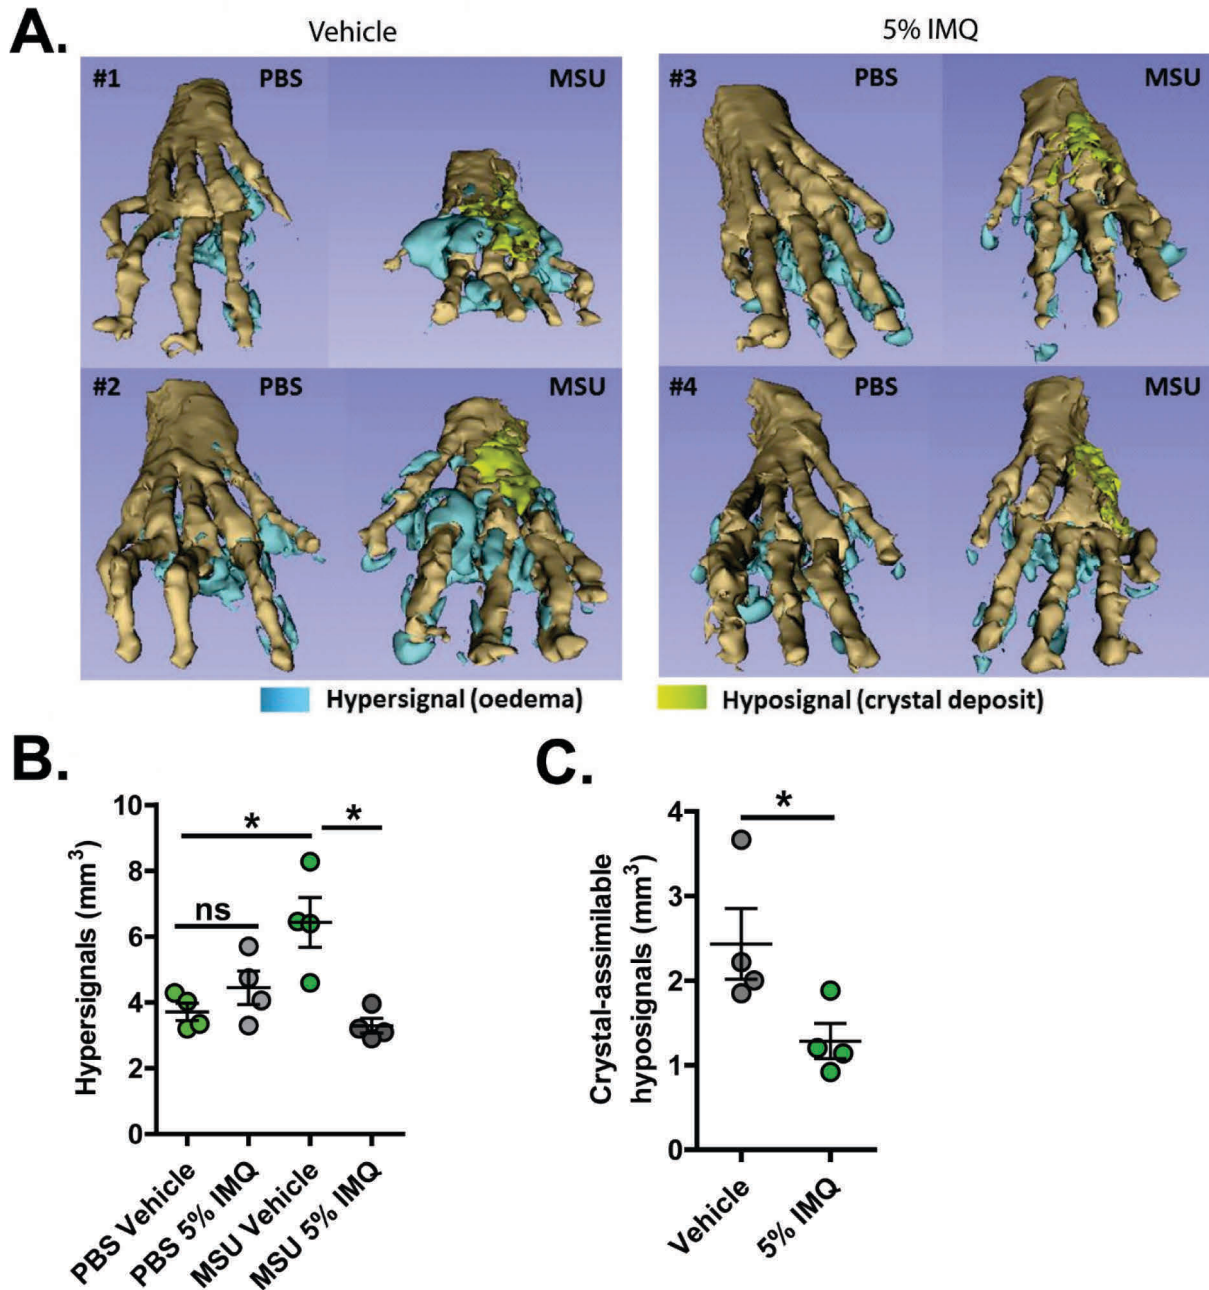 A.
Vehicle
5% IMQ
#1 PBS MSU
#3 PBS MSU
#2 PBS MSU
#4 PBS MSU
Hypersignal (oedema)
Hyposignal (crystal deposit)
B.
Hypersignals (mm³)
10
8
6
4
2
0
ns
*
*
PBS Vehicle
PBS 5% IMQ
MSU Vehicle
MSU 5% IMQ
C.
Crystal-assimilable
hyposignals (mm³)
4
3
2
1
0
*
Vehicle
5% IMQ